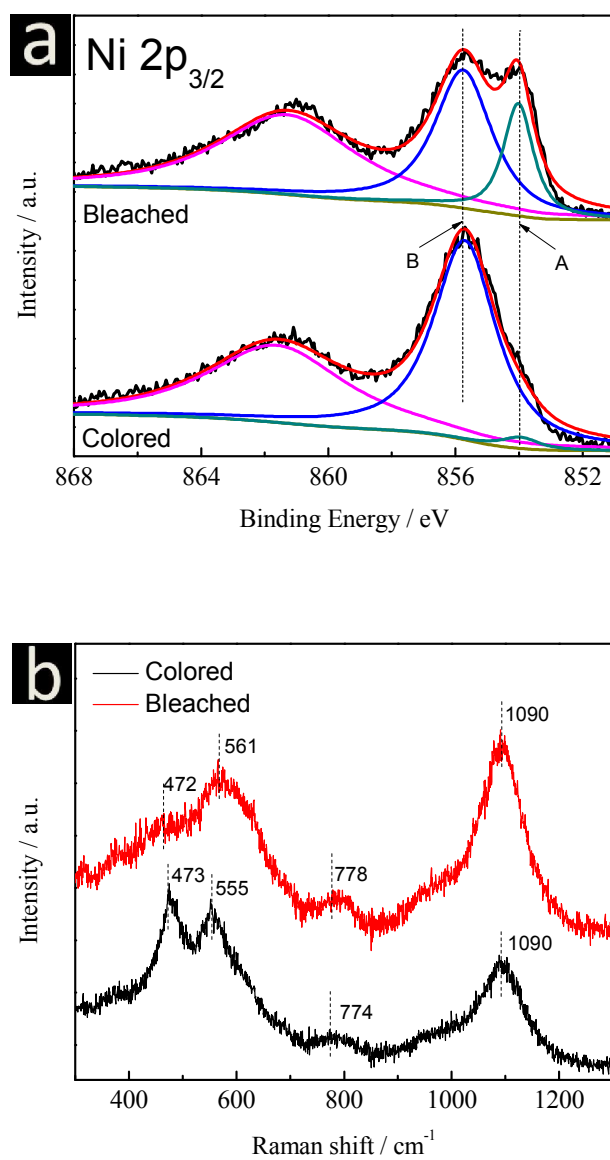 a
Ni 2p3/2
Bleached
B
A
Colored
Intensity / a.u.
868 864 860 856 852
Binding Energy / eV
b
Colored
Bleached
1090
561
472
778
473
555
1090
774
Intensity / a.u.
400 600 800 1000 1200
Raman shift / cm-1